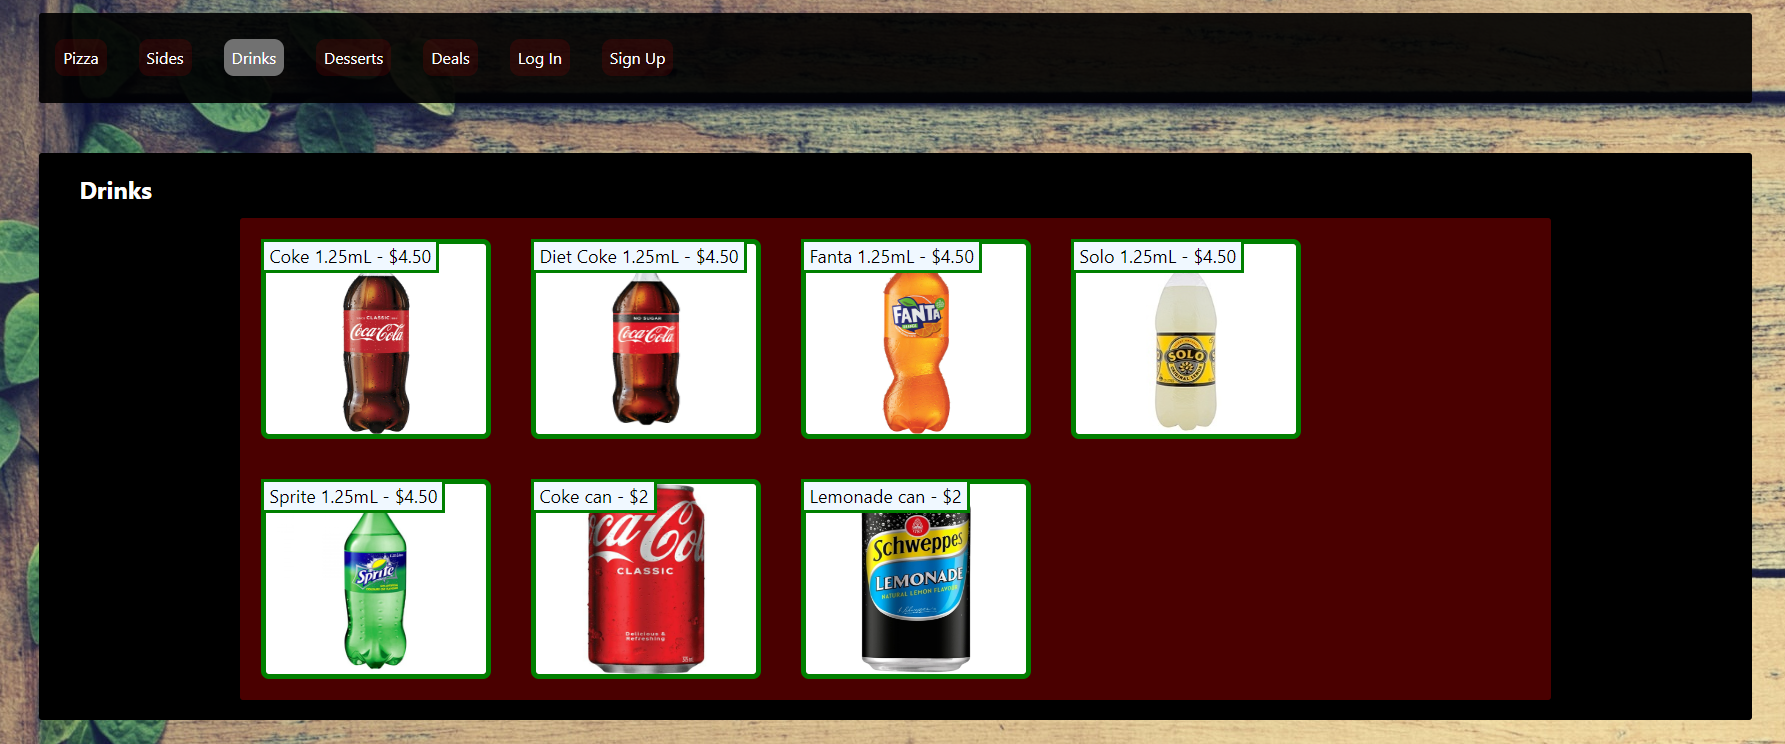 Pizza
Sides
Drinks
Desserts
Deals
Log In
Sign Up
Drinks
Coke 1.25mL - $4.50
Diet Coke 1.25mL - $4.50
Fanta 1.25mL - $4.50
Solo 1.25mL - $4.50
CLASSIC
Coca-Cola
NO SUGAR
Coca-Cola
FANTA
SOLO
ORIGINAL LEMON
Sprite 1.25mL - $4.50
Coke can - $2
Lemonade can - $2
Sprite
Coca-Col
CLASSIC
Delicious &
Refreshing
Schweppes
LEMONADE
NATURAL LEMON FLAVOUR